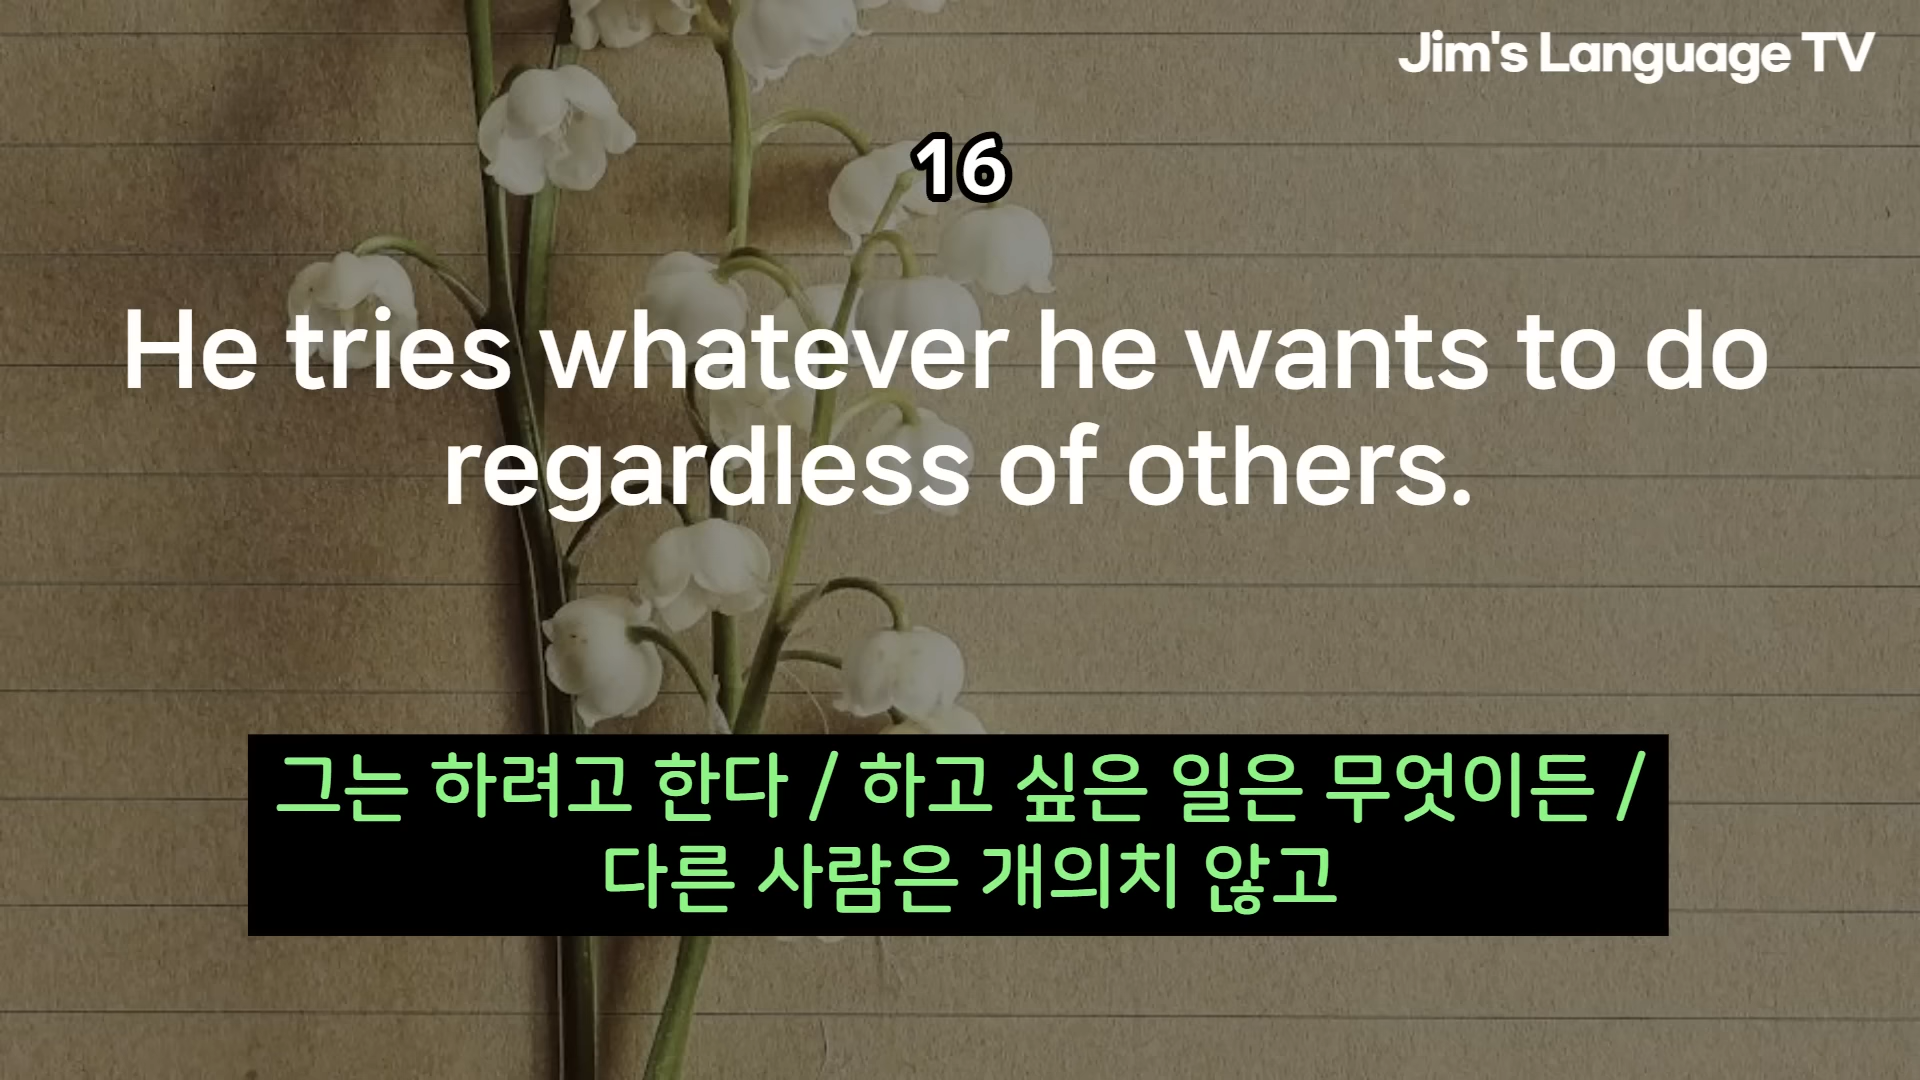 Jim's Language TV
16
He tries whatever he wants to do
regardless of others.
그는 하려고 한다 / 하고 싶은 일은 무엇이든 /
다른 사람은 개의치 않고